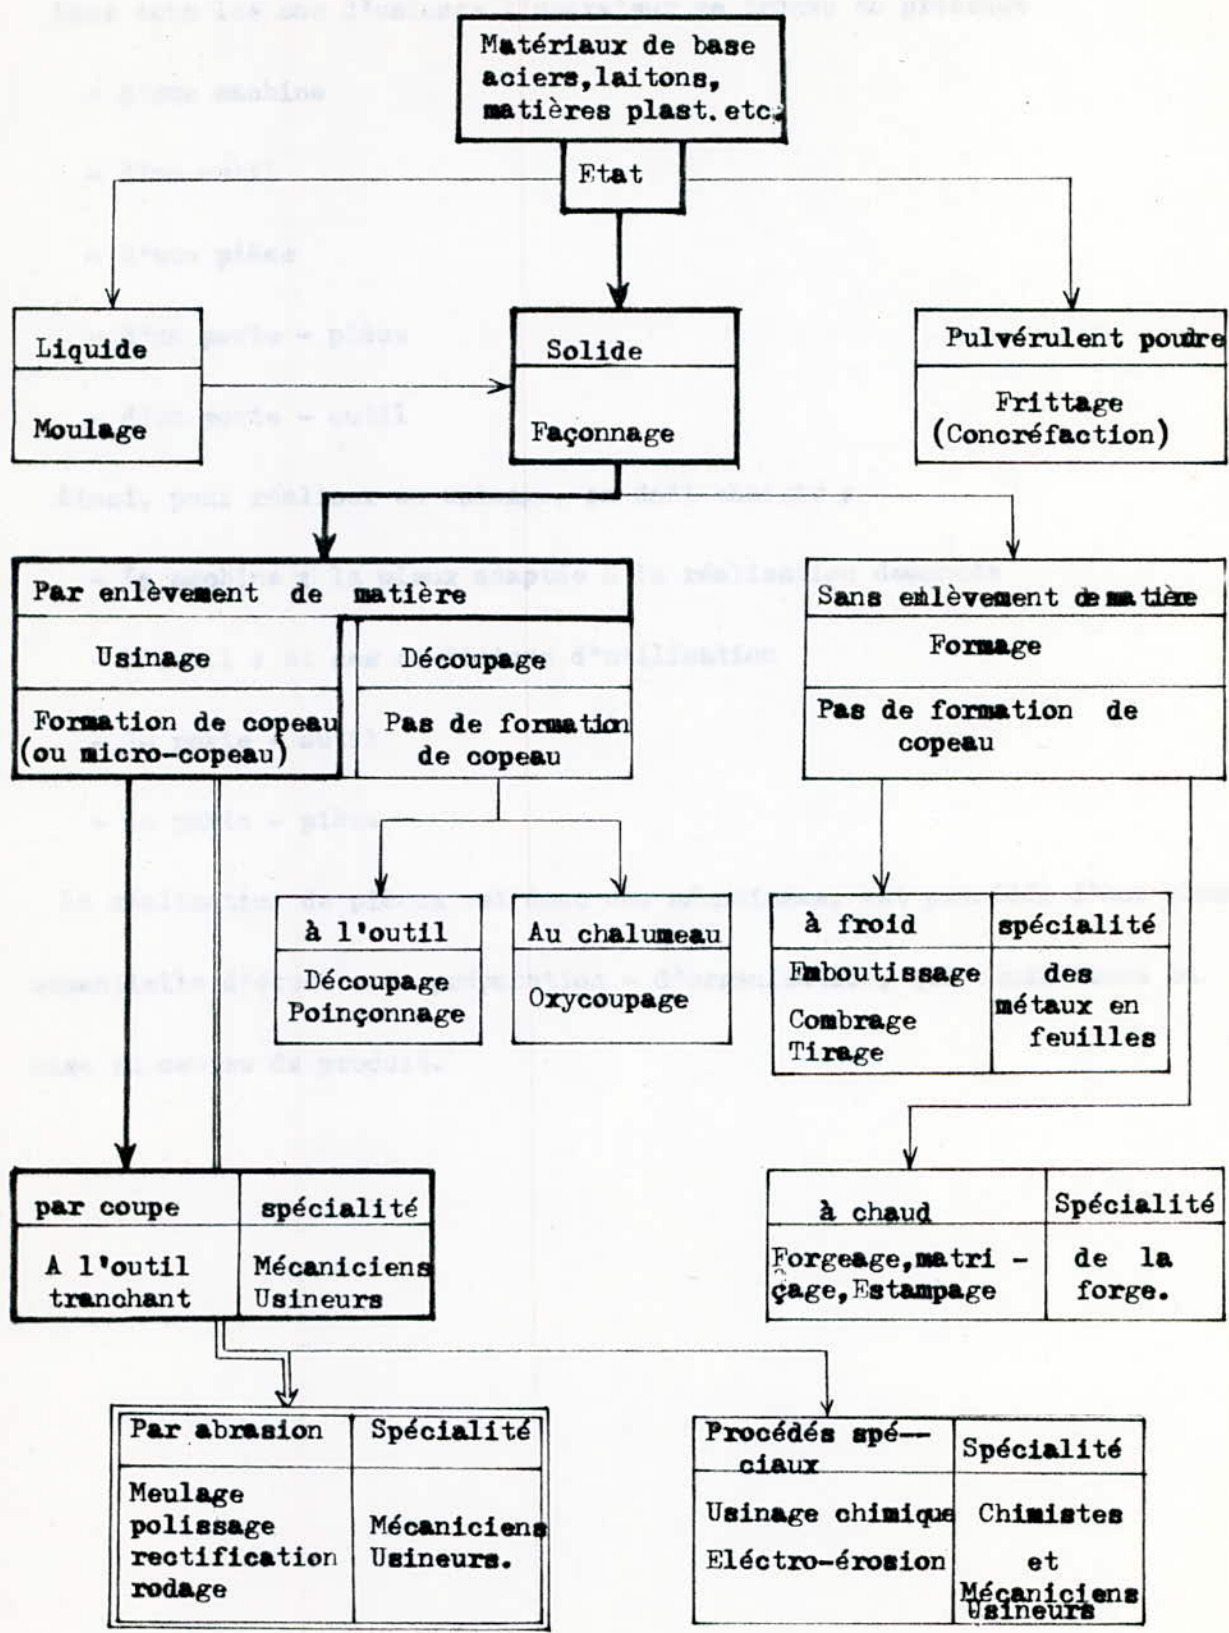 Matériaux de base
aciers,laitons,
matières plast.etc.
Etat
Liquide
Moulage
Solide
Façonnage
Pulvérulent poudre
Frittage
(Concréfaction)
Par enlèvement de matière
Usinage
Formation de copeau
(ou micro-copeau)
Découpage
Pas de formation
de copeau
Sans enlèvement de matière
Formage
Pas de formation de
copeau
à l'outil
Découpage
Poinçonnage
Au chalumeau
Oxycoupage
à froid
Emboutissage
Combrage
Tirage
spécialité
des
métaux en
feuilles
par coupe
A l'outil
tranchant
spécialité
Mécaniciens
Usineurs
à chaud
Forgeage,matri -
çage,Estampage
Spécialité
de la
forge.
Par abrasion
Meulage
polissage
rectification
rodage
Spécialité
Mécaniciens
Usineurs.
Procédés spé--
ciaux
Usinage chimique
Eléctro-érosion
Spécialité
Chimistes
et
Mécaniciens
Usineurs